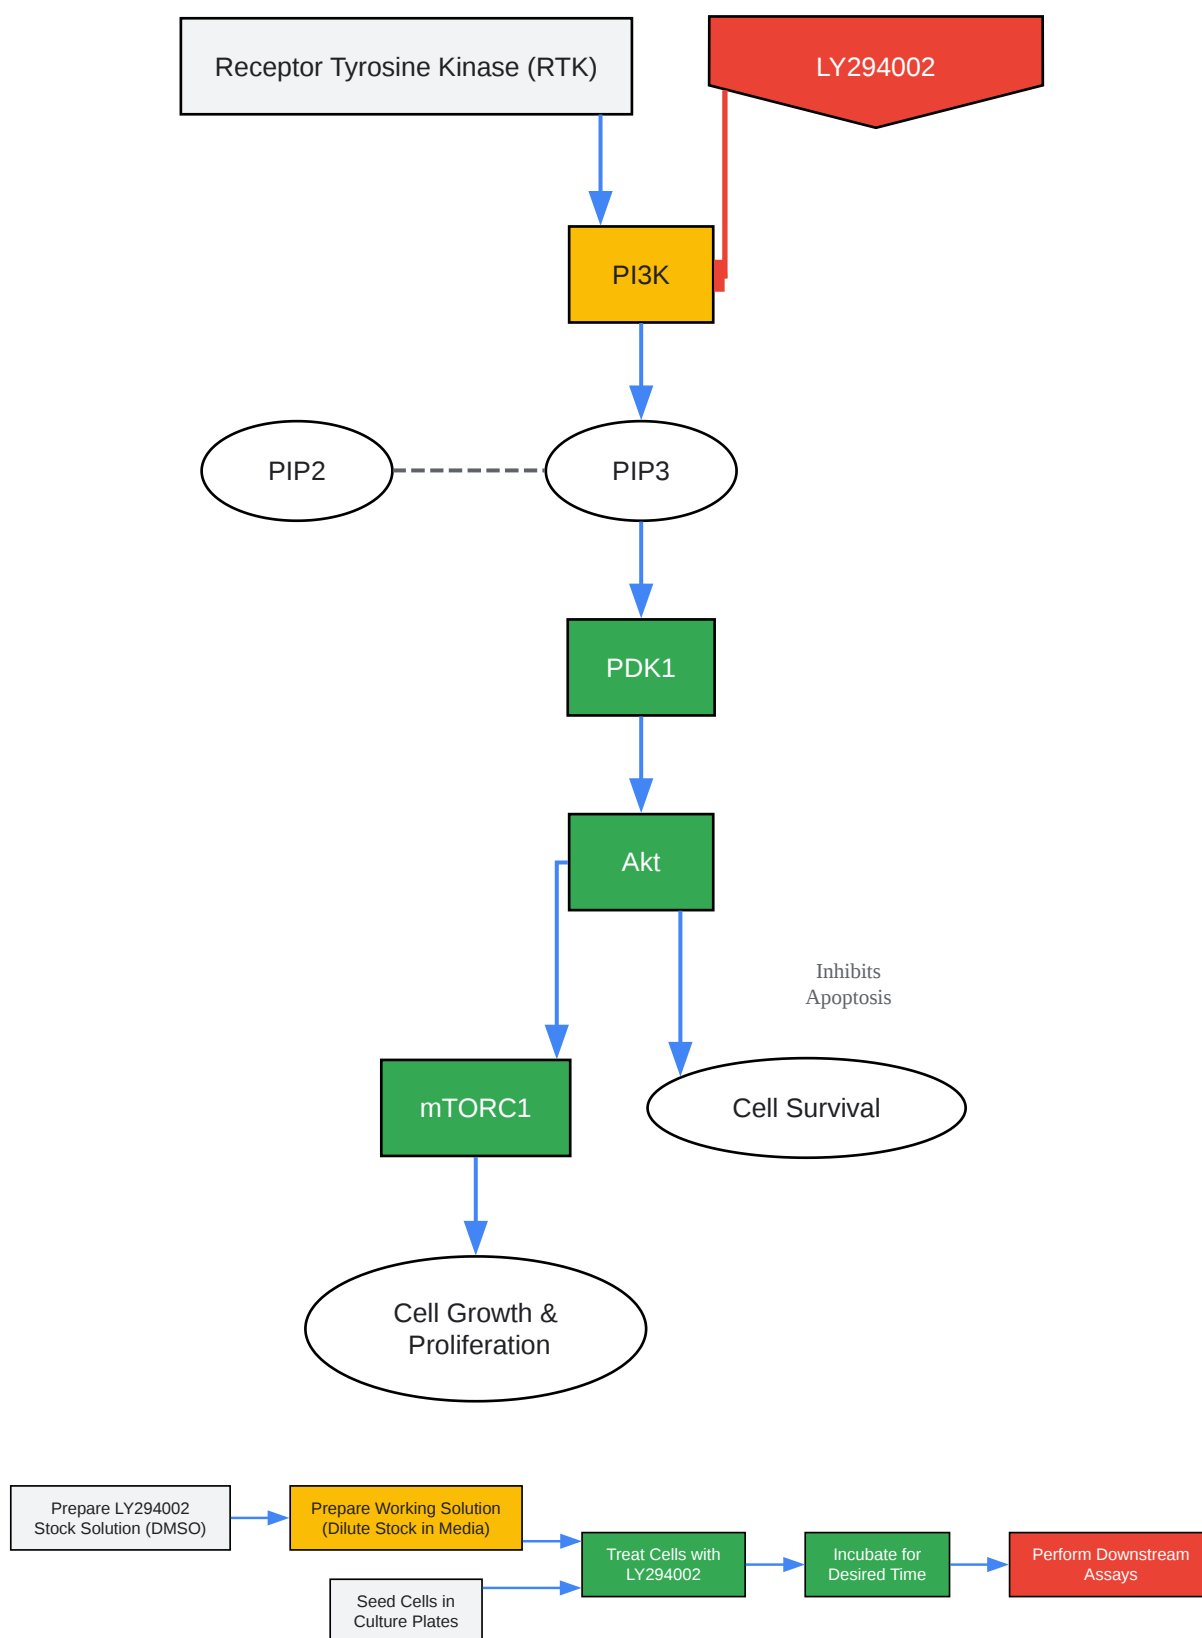 Receptor Tyrosine Kinase (RTK)
LY294002
PI3K
PIP2
PIP3
PDK1
Akt
Inhibits
Apoptosis
mTORC1
Cell Survival
Cell Growth &
Proliferation
Prepare LY294002
Stock Solution (DMSO)
Prepare Working Solution
(Dilute Stock in Media)
Seed Cells in
Culture Plates
Treat Cells with
LY294002
Incubate for
Desired Time
Perform Downstream
Assays